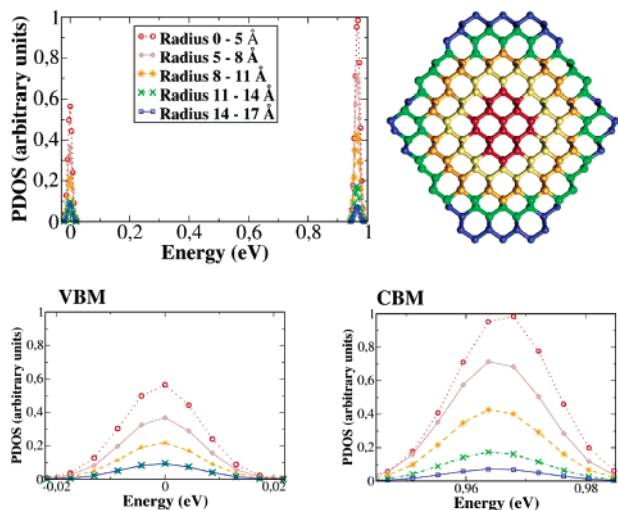 PDOS (arbitrary units)
1
0,8
0,6
0,4
0,2
0
Radius 0 - 5 Å
Radius 5 - 8 Å
Radius 8 - 11 Å
Radius 11 - 14 Å
Radius 14 - 17 Å
0 0,2 0,4 0,6 0,8 1
Energy (eV)
VBM
PDOS (arbitrary units)
1
0,8
0,6
0,4
0,2
0
-0,02 0 0,02
Energy (eV)
CBM
PDOS (arbitrary units)
1
0,8
0,6
0,4
0,2
0
0,96 0,98
Energy (eV)